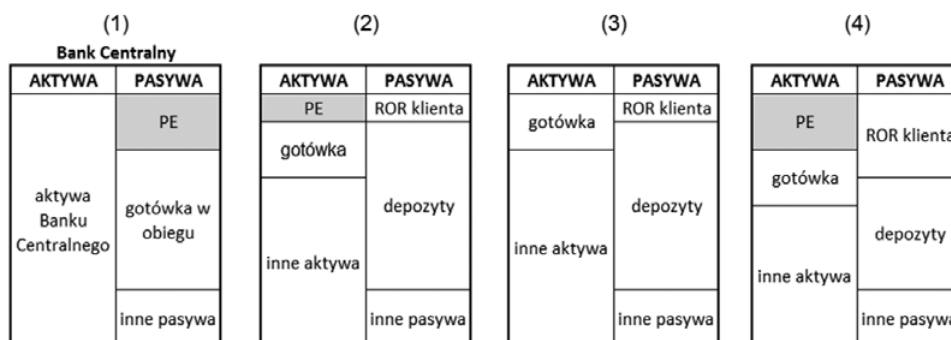 (1)
Bank Centralny
AKTYWA PASYWA
PE
aktywa
Banku
Centralnego
gotówka w
obiegu
inne pasywa
(2)
AKTYWA PASYWA
PE ROR klienta
gotówka
depozyty
inne aktywa
inne pasywa
(3)
AKTYWA PASYWA
gotówka ROR klienta
depozyty
inne aktywa
inne pasywa
(4)
AKTYWA PASYWA
PE
ROR klienta
gotówka
depozyty
inne aktywa
inne pasywa